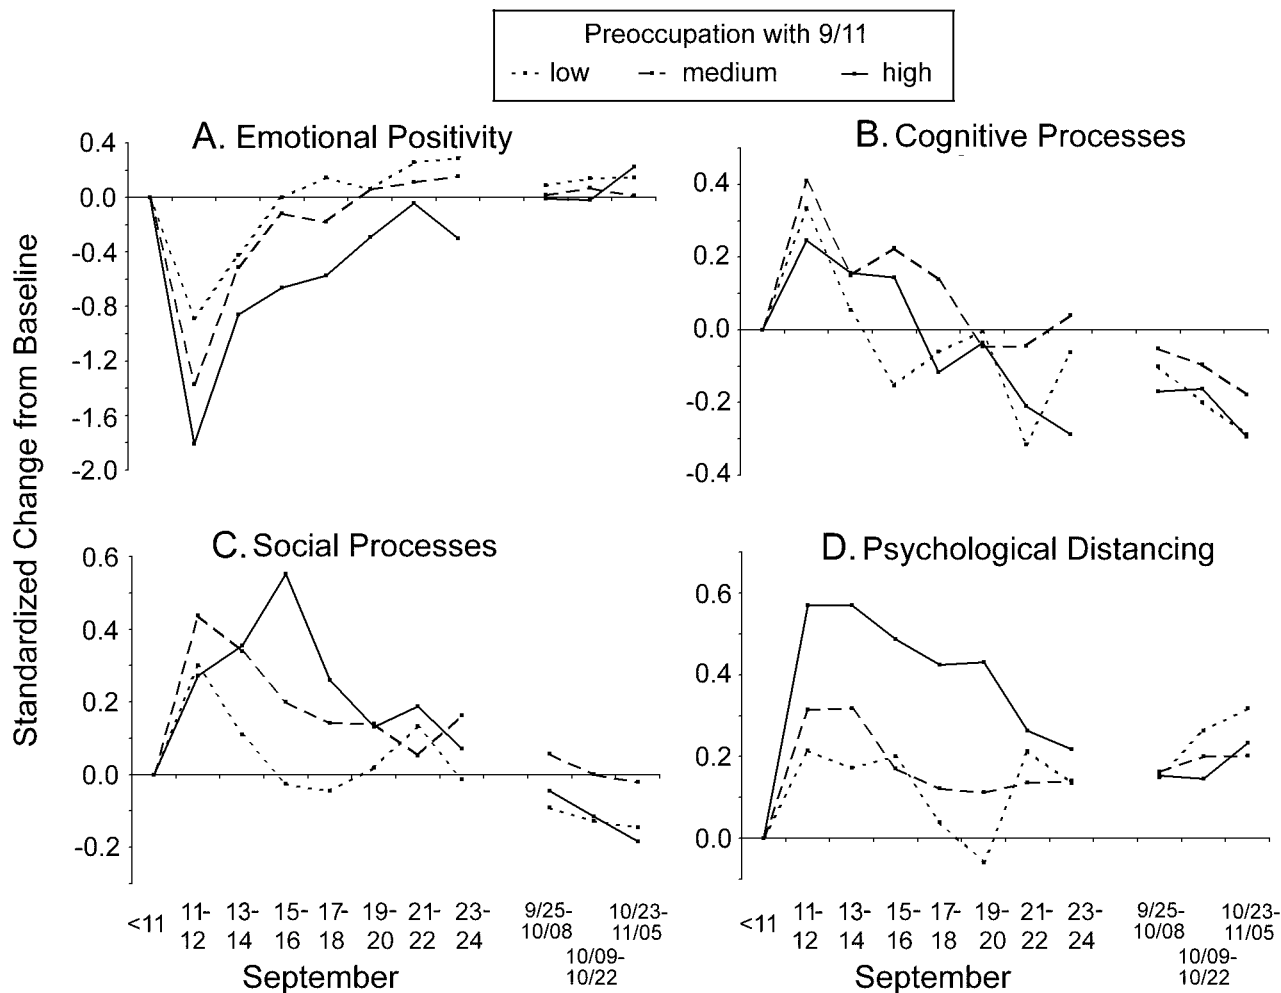 Preoccupation with 9/11
low medium high
A. Emotional Positivity
B. Cognitive Processes
Standardized Change from Baseline
0.4
0.0
-0.4
-0.8
-1.2
-1.6
-2.0
0.4
0.2
0.0
-0.2
-0.4
C. Social Processes
D. Psychological Distancing
0.6
0.4
0.2
0.0
-0.2
0.6
0.4
0.2
0.0
<11 11-12 13-14 15-16 17-18 19-20 21-22 23-24 9/25-10/08 10/09-10/22 10/23-11/05
September
<11 11-12 13-14 15-16 17-18 19-20 21-22 23-24 9/25-10/08 10/09-10/22 10/23-11/05
September